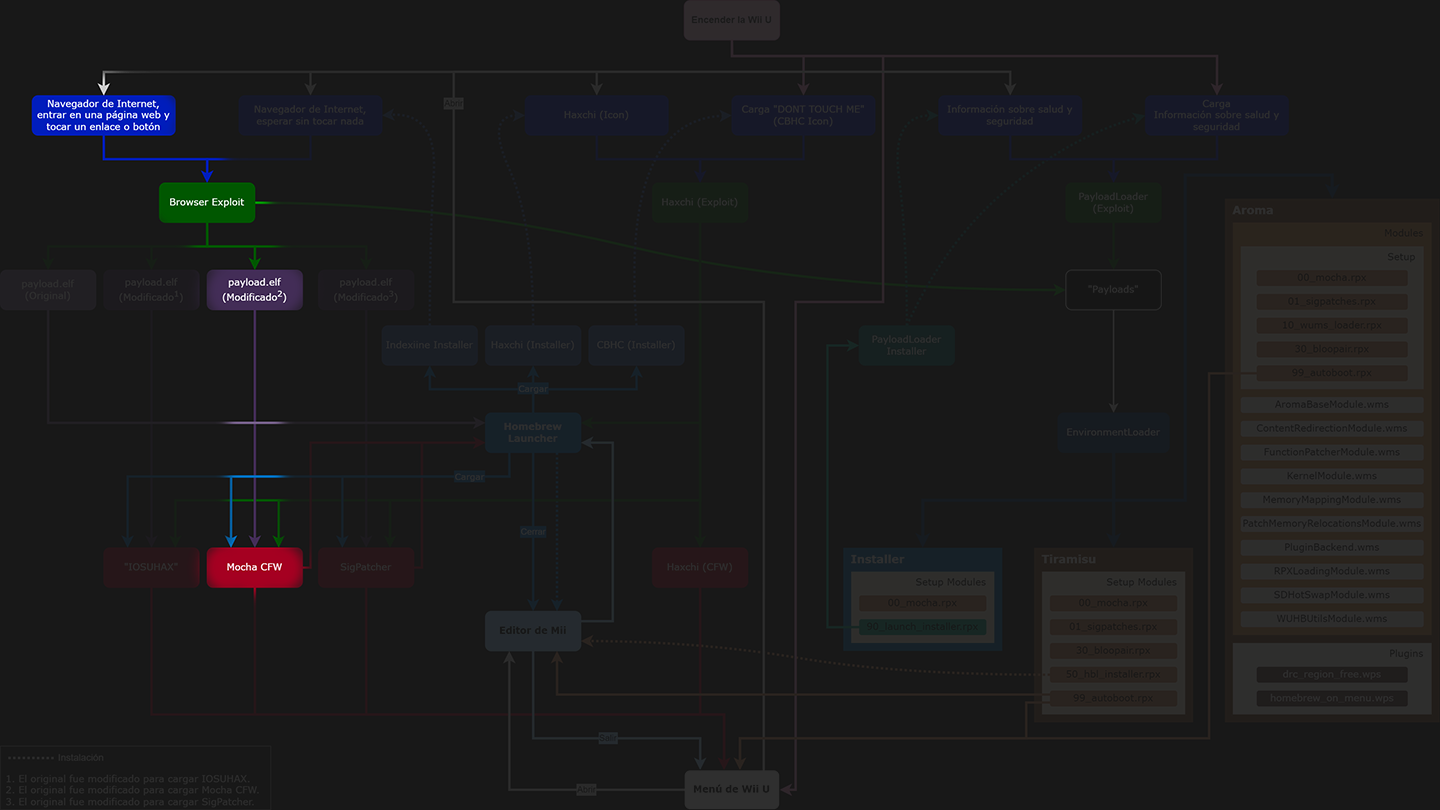 Encender la Wii U
Navegador de Internet,
entrar en una página web y
tocar un enlace o botón
Navegador de Internet,
esperar sin tocar nada
Abrir
Haxchi (Icon)
Carga "DONT TOUCH ME"
(CBHC Icon)
Información sobre salud y
seguridad
Carga
Información sobre salud y
seguridad
Browser Exploit
Haxchi (Exploit)
PayloadLoader
(Exploit)
Aroma
Modules
Setup
00_mocha.rpx
01_sigpatches.rpx
10_wums_loader.rpx
30_bloopair.rpx
99_autoboot.rpx
AromaBaseModule.wms
ContentRedirectionModule.wms
FunctionPatcherModule.wms
KernelModule.wms
MemoryMappingModule.wms
PatchMemoryRelocationsModule.wms
PluginBackend.wms
RPXLoadingModule.wms
SDHotSwapModule.wms
WUHBUtilsModule.wms
Plugins
drc_region_free.wps
homebrew_on_menu.wps
payload.elf
(Original)
payload.elf
(Modificado¹)
payload.elf
(Modificado²)
payload.elf
(Modificado³)
"Payloads"
Indexiine Installer
Haxchi (Installer)
CBHC (Installer)
PayloadLoader
Installer
Cargar
Homebrew
Launcher
EnvironmentLoader
Cargar
Cerrar
"IOSUHAX"
Mocha CFW
SigPatcher
Haxchi (CFW)
Installer
Setup Modules
00_mocha.rpx
90_launch_installer.rpx
Tiramisu
Setup Modules
00_mocha.rpx
01_sigpatches.rpx
30_bloopair.rpx
50_hbl_installer.rpx
99_autoboot.rpx
Editor de Mii
Salir
Abrir
Menú de Wii U
Instalación
1. El original fue modificado para cargar IOSUHAX.
2. El original fue modificado para cargar Mocha CFW.
3. El original fue modificado para cargar SigPatcher.